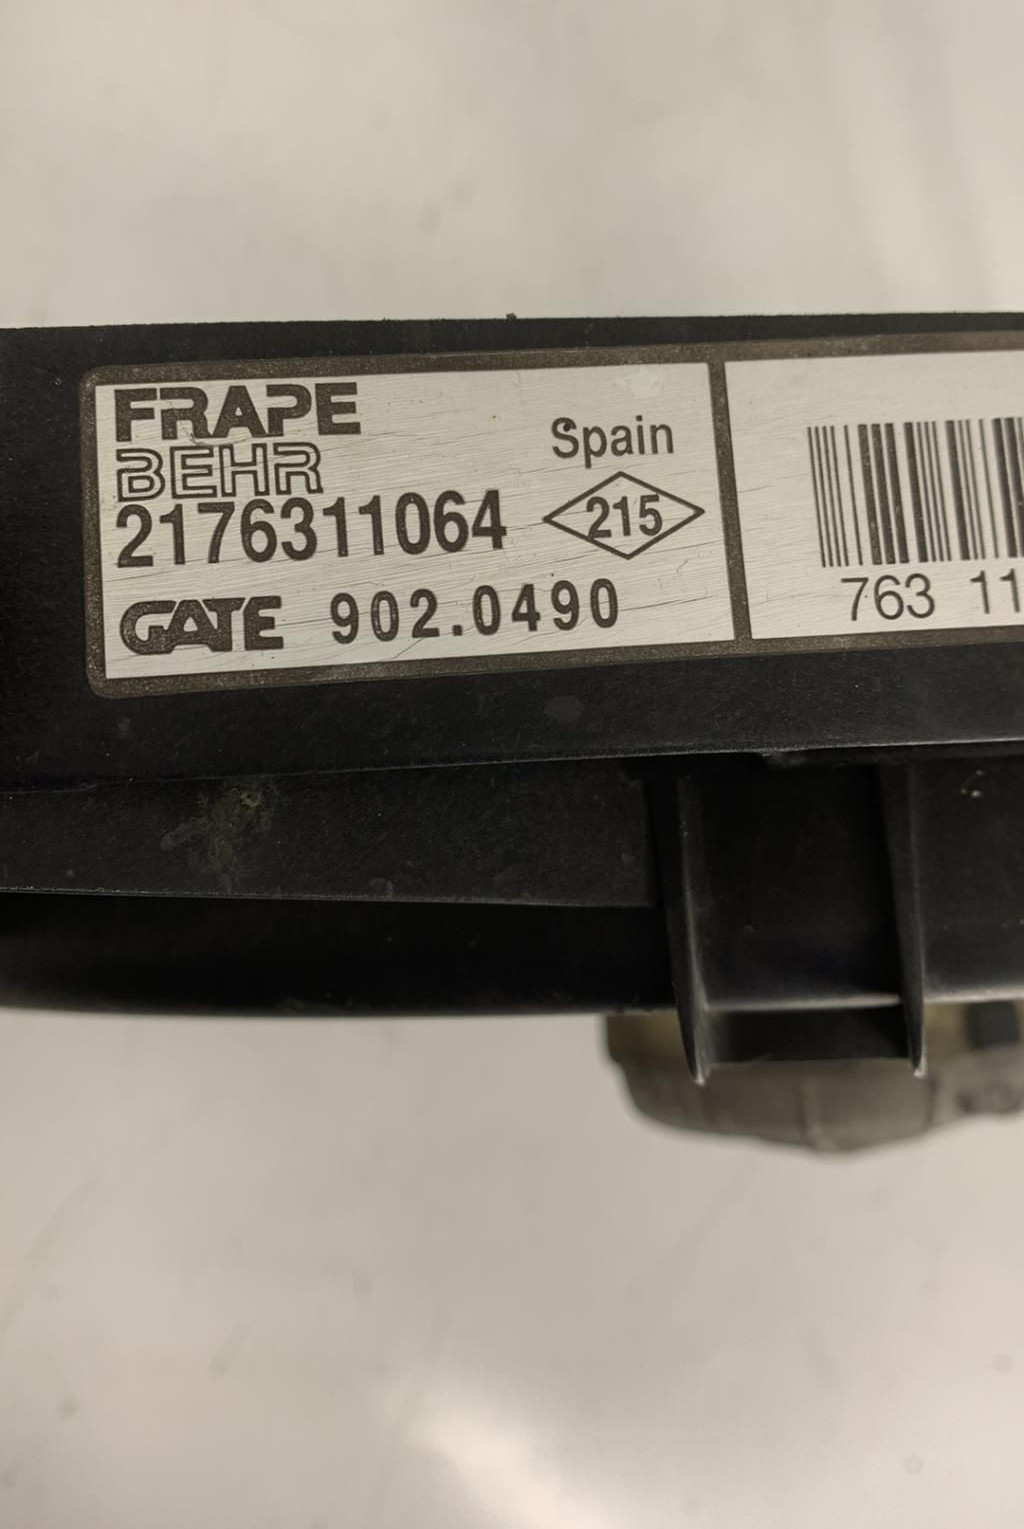 FRAPE
BEHR
Spain
2176311064
215
GATE 902.0490
763 11